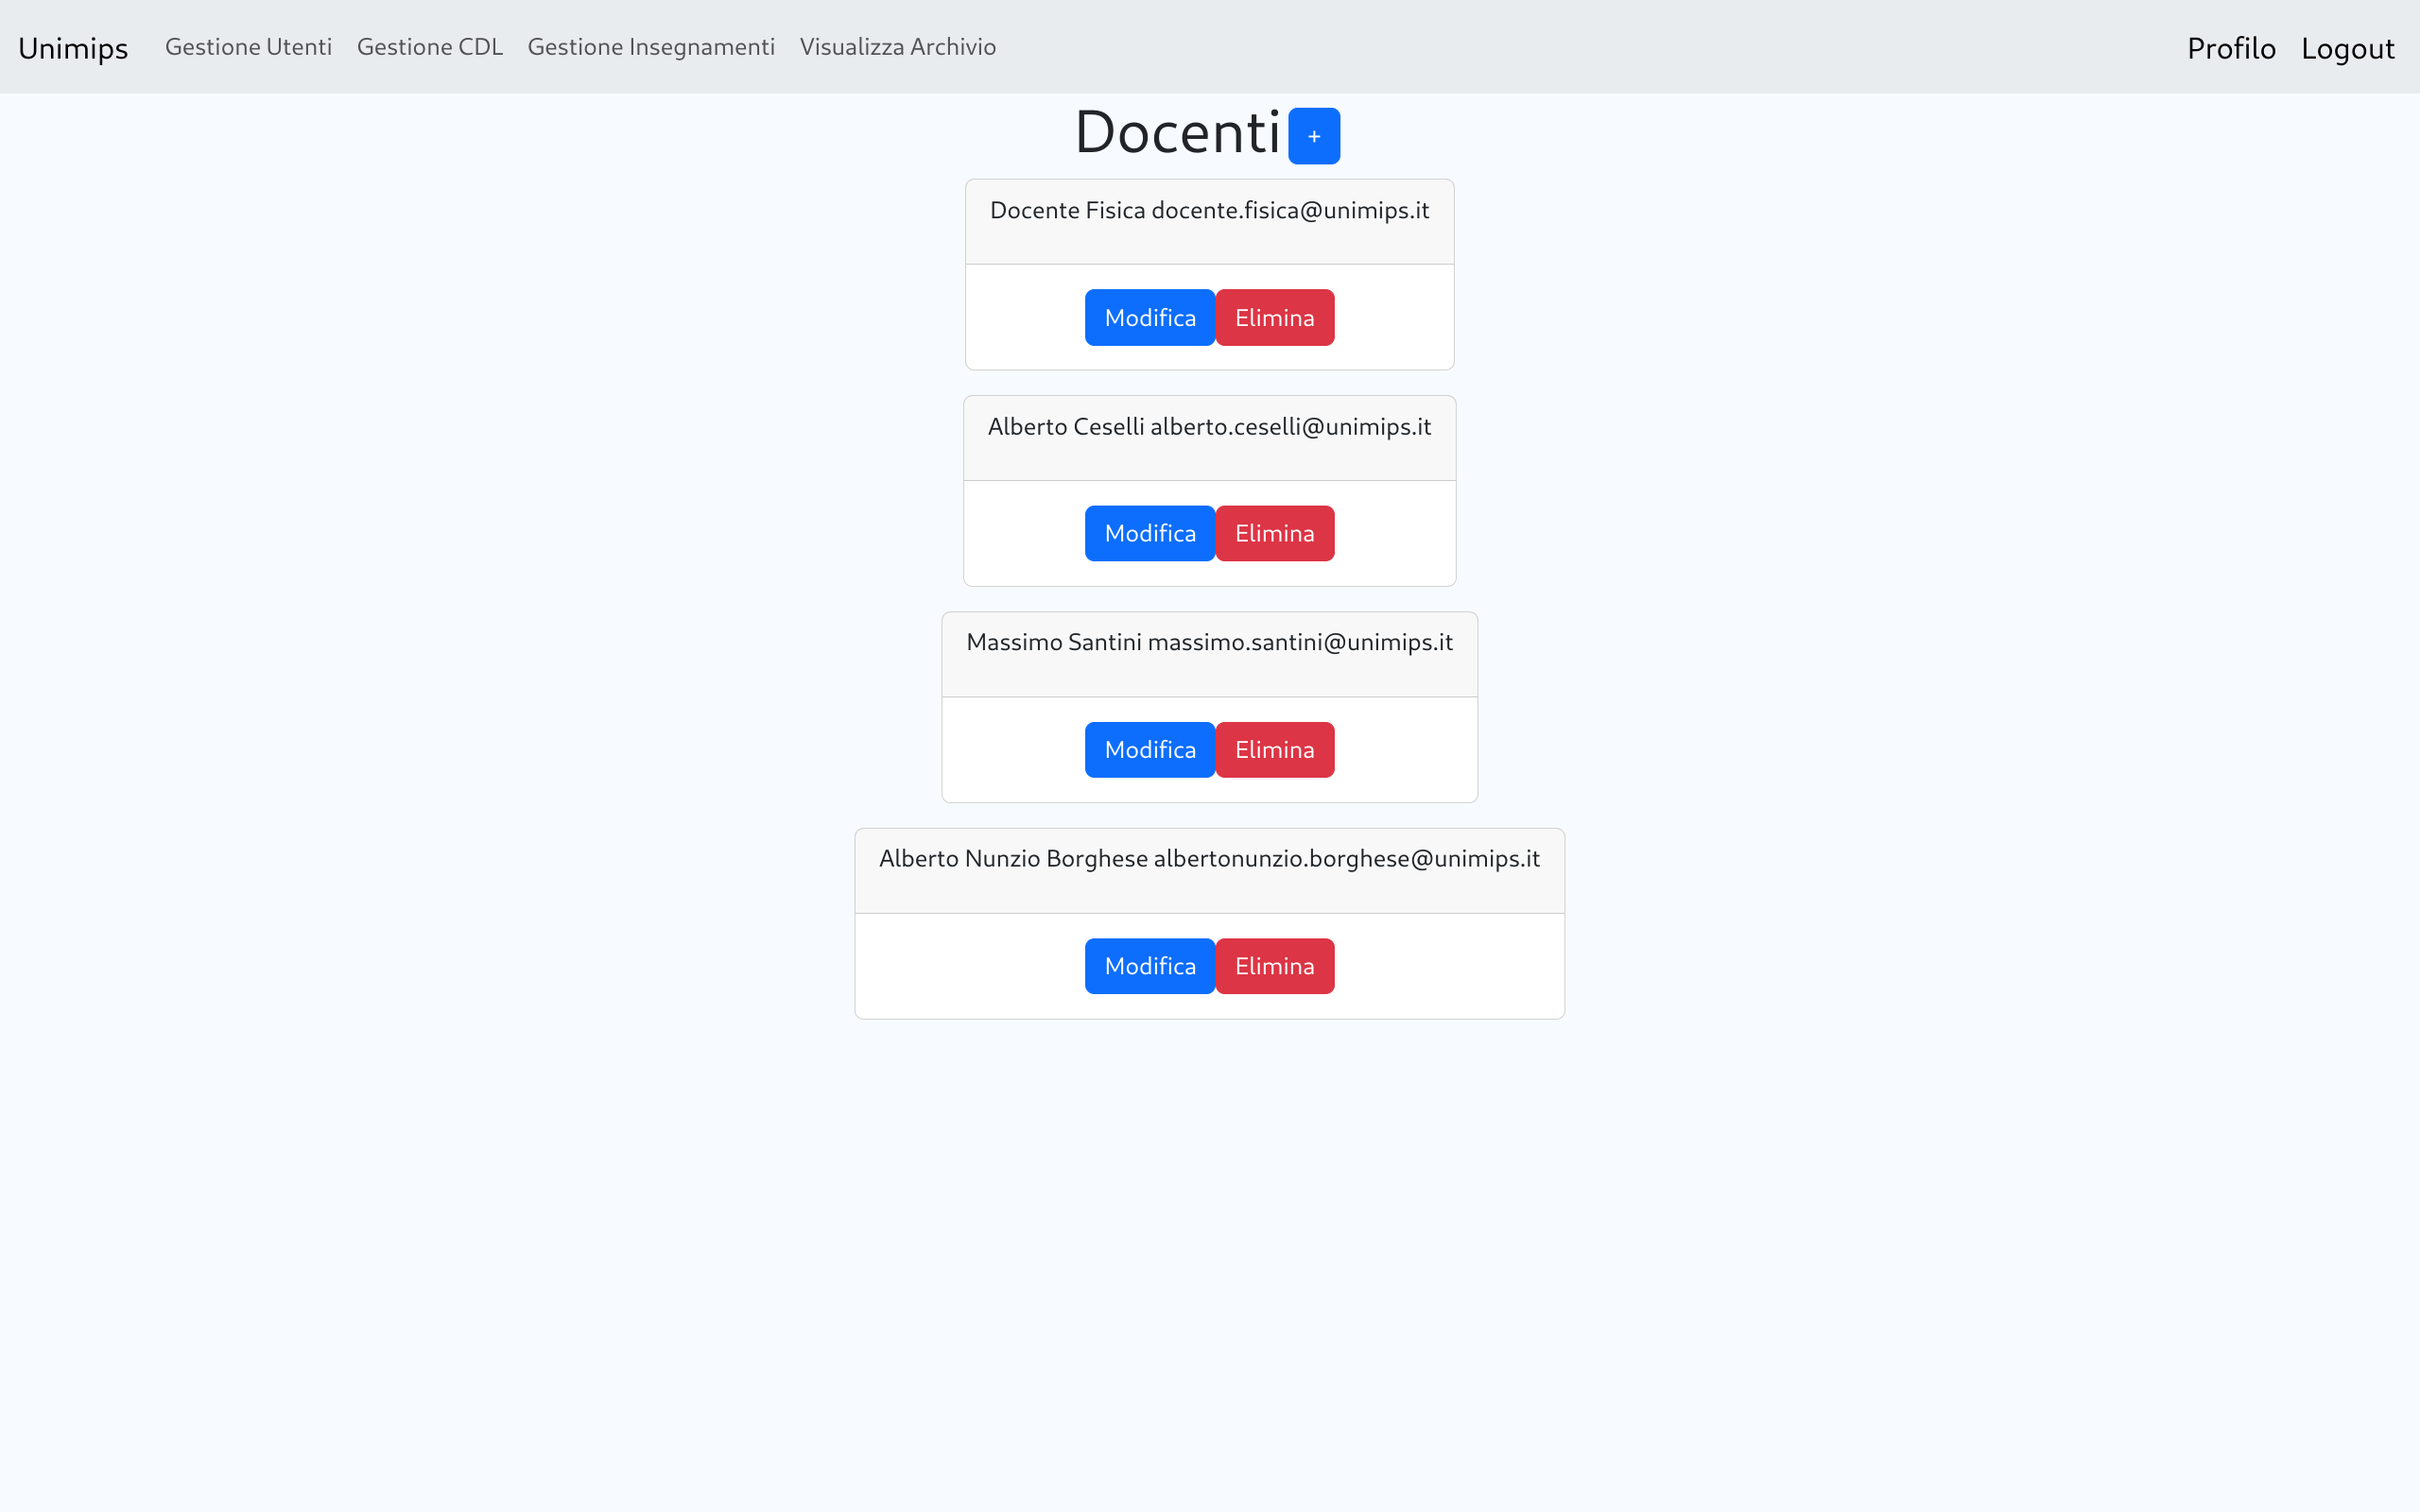 Unimips Gestione Utenti Gestione CDL Gestione Insegnamenti Visualizza Archivio Profilo Logout
Docenti +
Docente Fisica docente.fisica@unimips.it
Modifica Elimina
Alberto Ceselli alberto.ceselli@unimips.it
Modifica Elimina
Massimo Santini massimo.santini@unimips.it
Modifica Elimina
Alberto Nunzio Borghese albertonunzio.borghese@unimips.it
Modifica Elimina